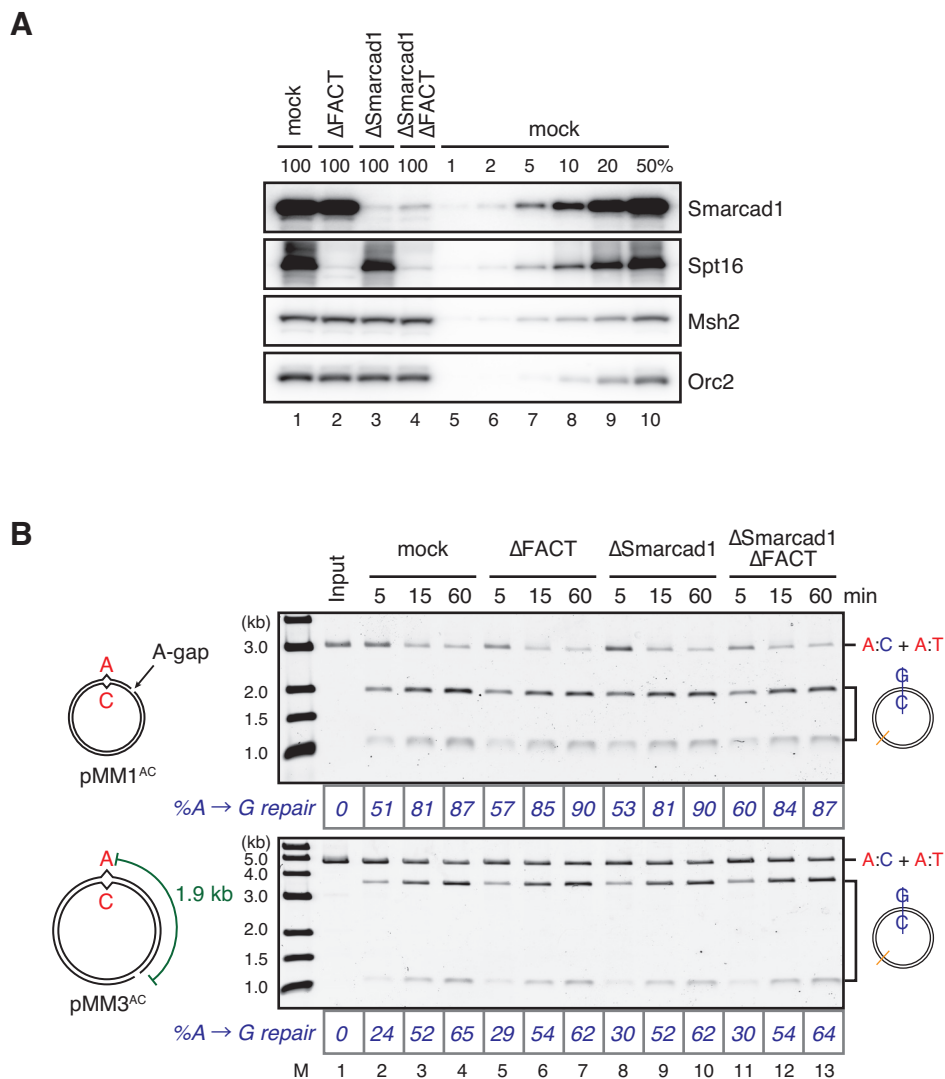 A
mock
ΔFACT
ΔSmarcad1
ΔSmarcad1
ΔFACT
mock
100 100 100 100 1 2 5 10 20 50%
Smarcad1
Spt16
Msh2
Orc2
1 2 3 4 5 6 7 8 9 10
B
Input
mock
ΔFACT
ΔSmarcad1
ΔSmarcad1
ΔFACT
5 15 60 5 15 60 5 15 60 5 15 60 min
(kb)
3.0
2.0
1.5
1.0
A
C
A-gap
pMM1AC
A:C + A:T
G
C
%A → G repair 0 51 81 87 57 85 90 53 81 90 60 84 87
(kb)
5.0
4.0
3.0
2.0
1.5
1.0
A
C
1.9 kb
pMM3AC
A:C + A:T
G
C
%A → G repair 0 24 52 65 29 54 62 30 52 62 30 54 64
M 1 2 3 4 5 6 7 8 9 10 11 12 13